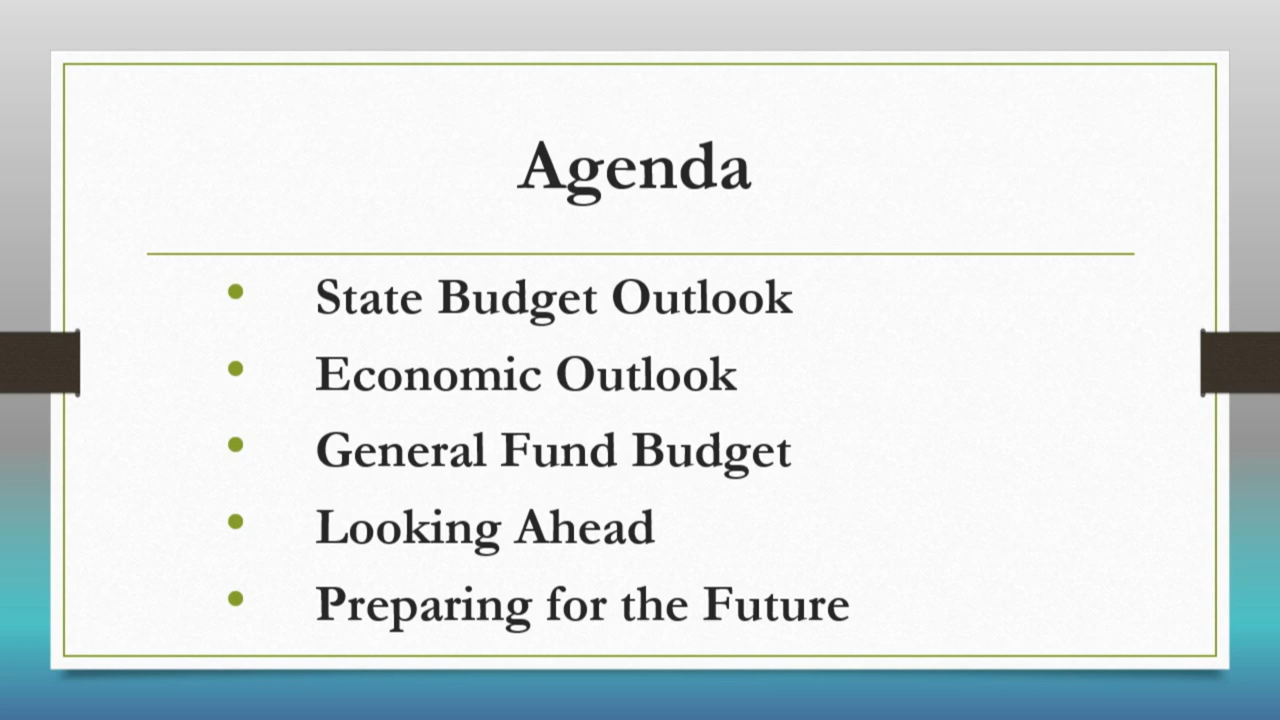 Agenda
• State Budget Outlook
• Economic Outlook
• General Fund Budget
• Looking Ahead
• Preparing for the Future